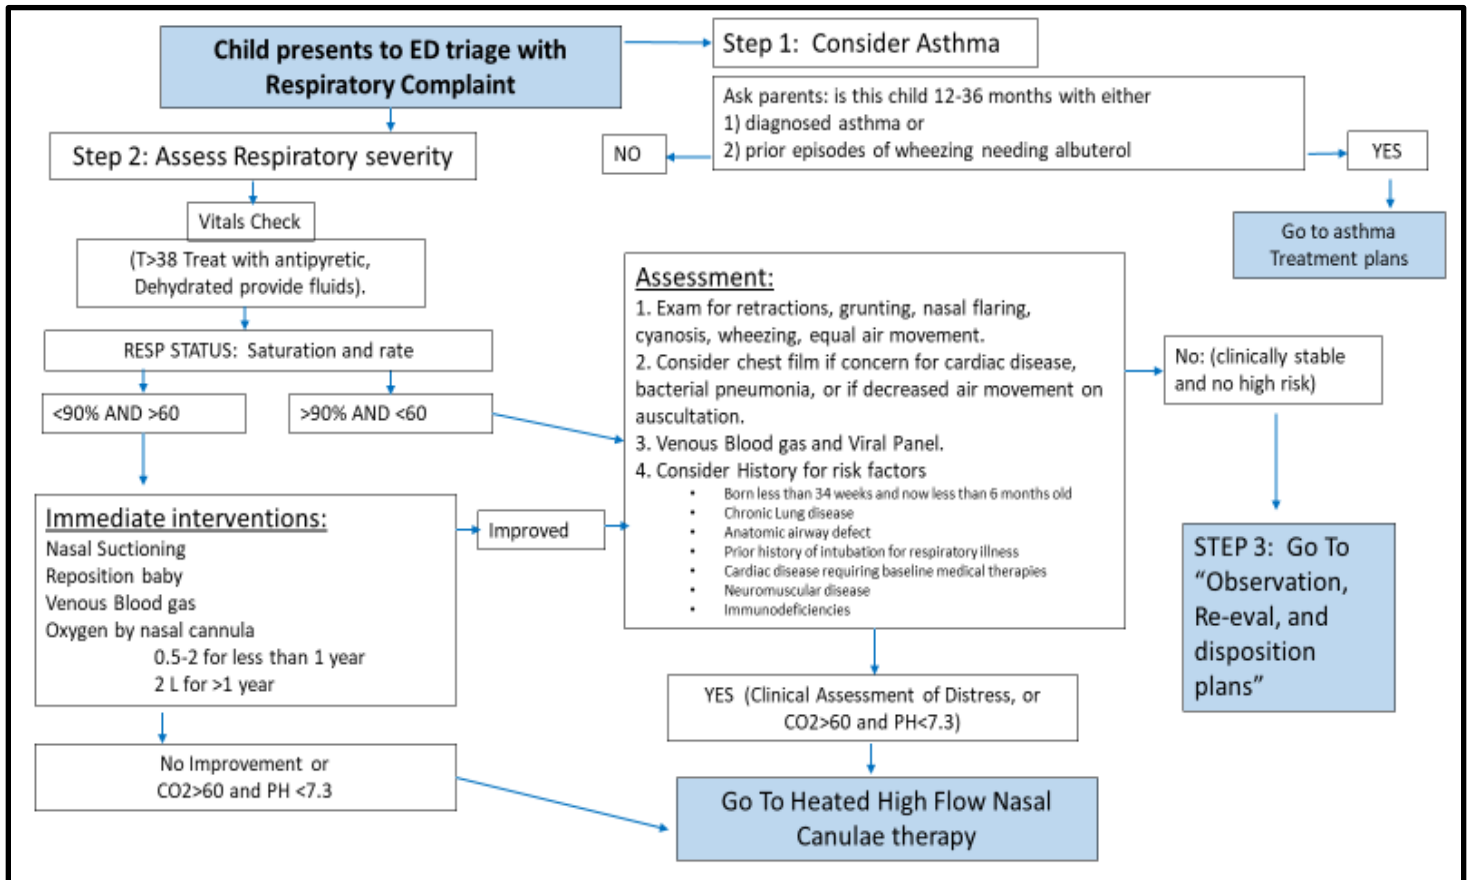 Child presents to ED triage with
Respiratory Complaint
Step 1: Consider Asthma
Ask parents: is this child 12-36 months with either
1) diagnosed asthma or
2) prior episodes of wheezing needing albuterol
NO
YES
Go to asthma
Treatment plans
Step 2: Assess Respiratory severity
Vitals Check
(T>38 Treat with antipyretic,
Dehydrated provide fluids).
RESP STATUS: Saturation and rate
<90% AND >60
>90% AND <60
Immediate interventions:
Nasal Suctioning
Reposition baby
Venous Blood gas
Oxygen by nasal cannula
0.5-2 for less than 1 year
2 L for >1 year
Improved
No Improvement or
CO2>60 and PH <7.3
Assessment:
1. Exam for retractions, grunting, nasal flaring,
cyanosis, wheezing, equal air movement.
2. Consider chest film if concern for cardiac disease,
bacterial pneumonia, or if decreased air movement on
auscultation.
3. Venous Blood gas and Viral Panel.
4. Consider History for risk factors
• Born less than 34 weeks and now less than 6 months old
• Chronic Lung disease
• Anatomic airway defect
• Prior history of intubation for respiratory illness
• Cardiac disease requiring baseline medical therapies
• Neuromuscular disease
• Immunodeficiencies
No: (clinically stable
and no high risk)
STEP 3: Go To
“Observation,
Re-eval, and
disposition
plans”
YES (Clinical Assessment of Distress, or
CO2>60 and PH<7.3)
Go To Heated High Flow Nasal
Canulae therapy